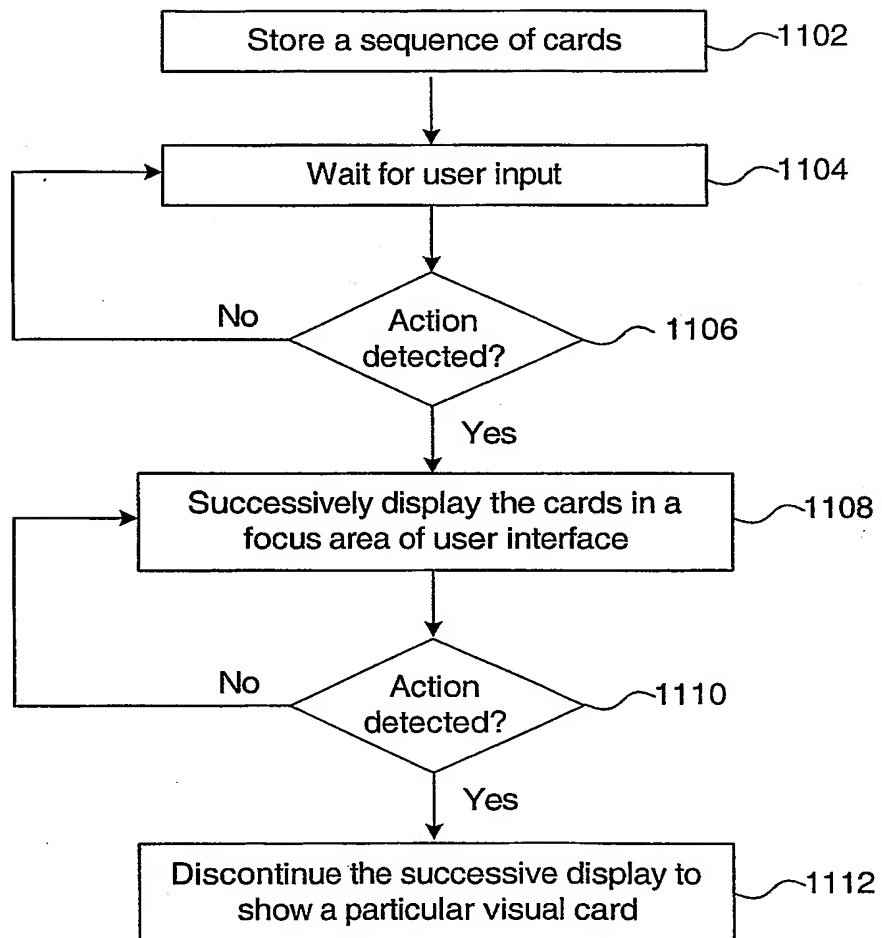 Store a sequence of cards
1102
Wait for user input
1104
No
Action
detected?
1106
Yes
Successively display the cards in a
focus area of user interface
1108
No
Action
detected?
1110
Yes
Discontinue the successive display to
show a particular visual card
1112